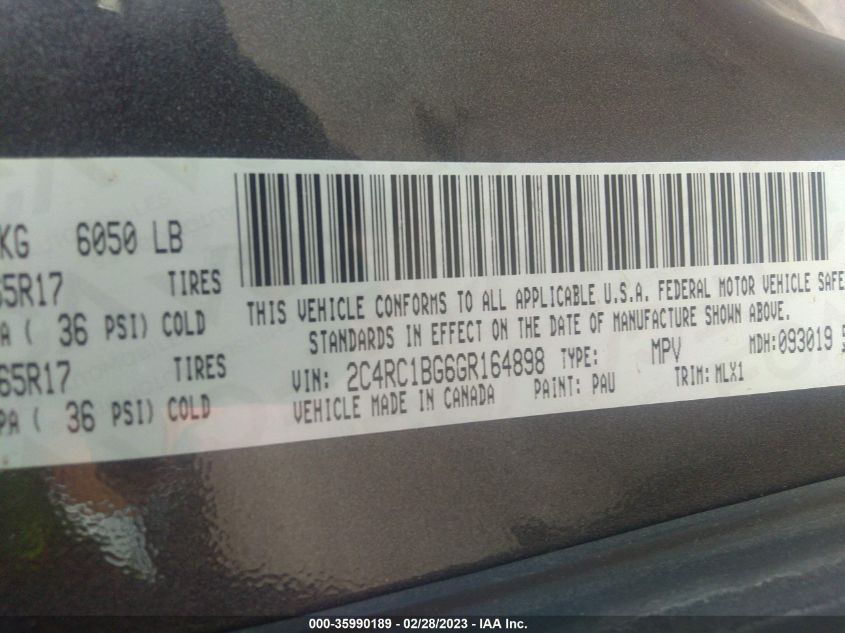 KG 6050 LB
65R17 TIRES
PA ( 36 PSI) COLD
65R17 TIRES
PA ( 36 PSI) COLD
THIS VEHICLE CONFORMS TO ALL APPLICABLE U.S.A. FEDERAL MOTOR VEHICLE SAFE
STANDARDS IN EFFECT ON THE DATE OF MANUFACTURE SHOWN ABOVE.
VIN: 2C4RC1BG6GR164898 TYPE: MPV MDH:093019 5
VEHICLE MADE IN CANADA PAINT: PAU TRIM: MLX1
000-35990189 - 02/28/2023 - IAA Inc.